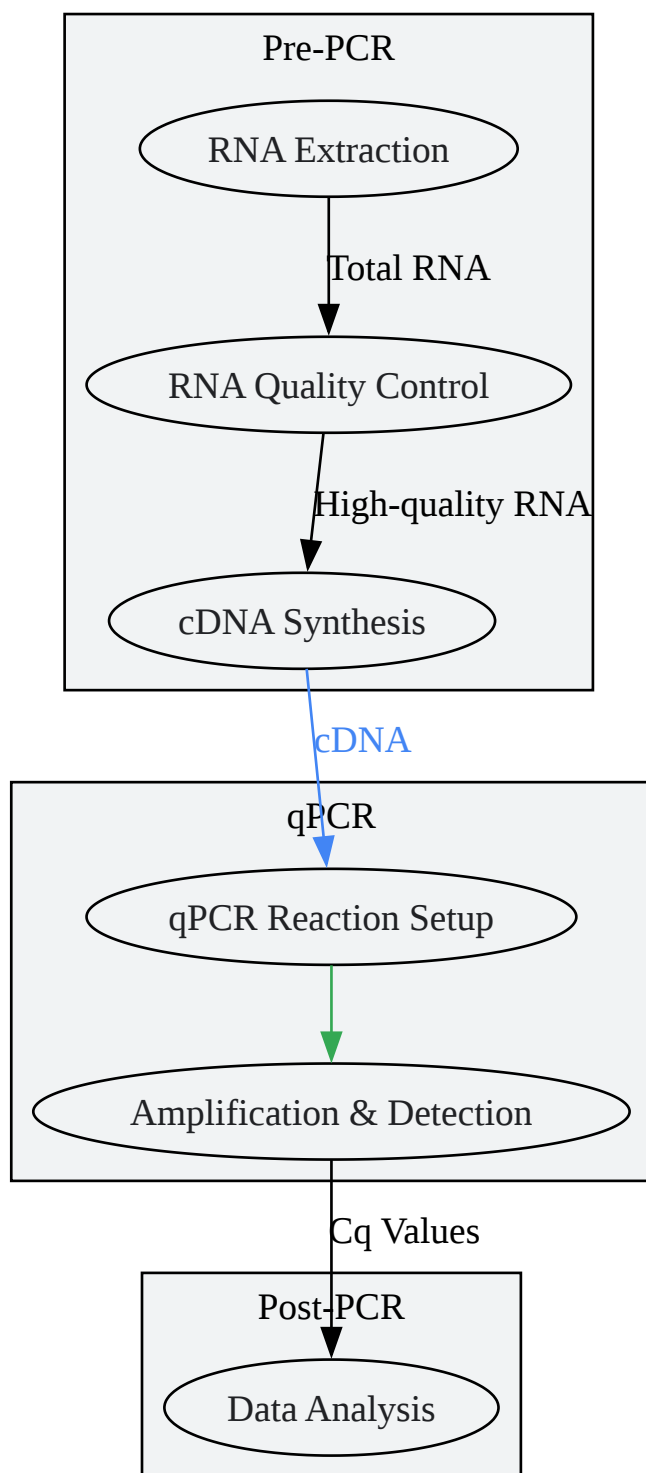 Pre-PCR
RNA Extraction
Total RNA
RNA Quality Control
High-quality RNA
cDNA Synthesis
cDNA
qPCR
qPCR Reaction Setup
Amplification & Detection
Cq Values
Post-PCR
Data Analysis